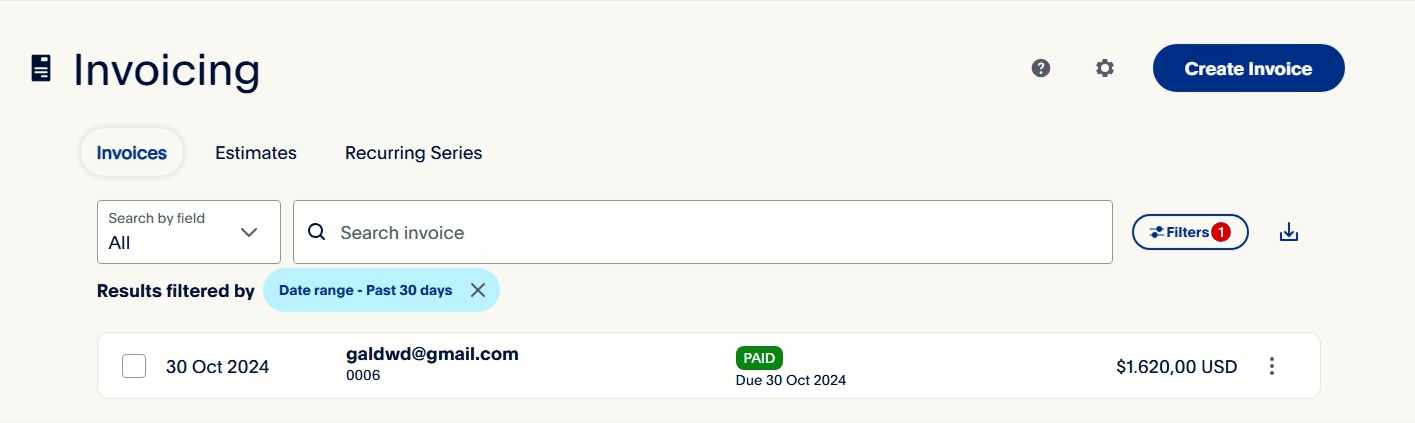 Invoicing
Create Invoice
Invoices
Estimates
Recurring Series
Search by field
All
Search invoice
Filters 1
Results filtered by
Date range - Past 30 days
30 Oct 2024
galdwd@gmail.com
0006
PAID
Due 30 Oct 2024
$1.620,00 USD